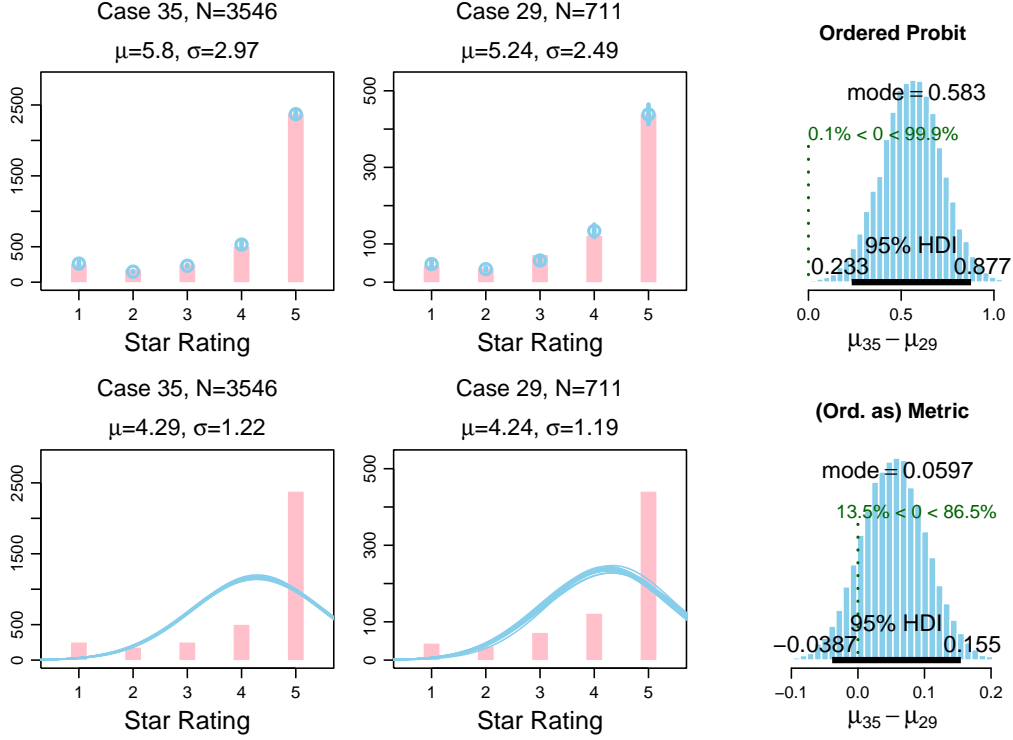 Case 35, N=3546
μ=5.8, σ=2.97
0 500 1500 2500
1 2 3 4 5
Star Rating
Case 29, N=711
μ=5.24, σ=2.49
0 100 300 500
1 2 3 4 5
Star Rating
Ordered Probit
mode = 0.583
0.1% < 0 < 99.9%
95% HDI
0.233 0.877
0.0 0.5 1.0
μ35 − μ29
Case 35, N=3546
μ=4.29, σ=1.22
0 500 1500 2500
1 2 3 4 5
Star Rating
Case 29, N=711
μ=4.24, σ=1.19
0 100 300 500
1 2 3 4 5
Star Rating
(Ord. as) Metric
mode = 0.0597
13.5% < 0 < 86.5%
95% HDI
−0.0387 0.155
−0.1 0.0 0.1 0.2
μ35 − μ29